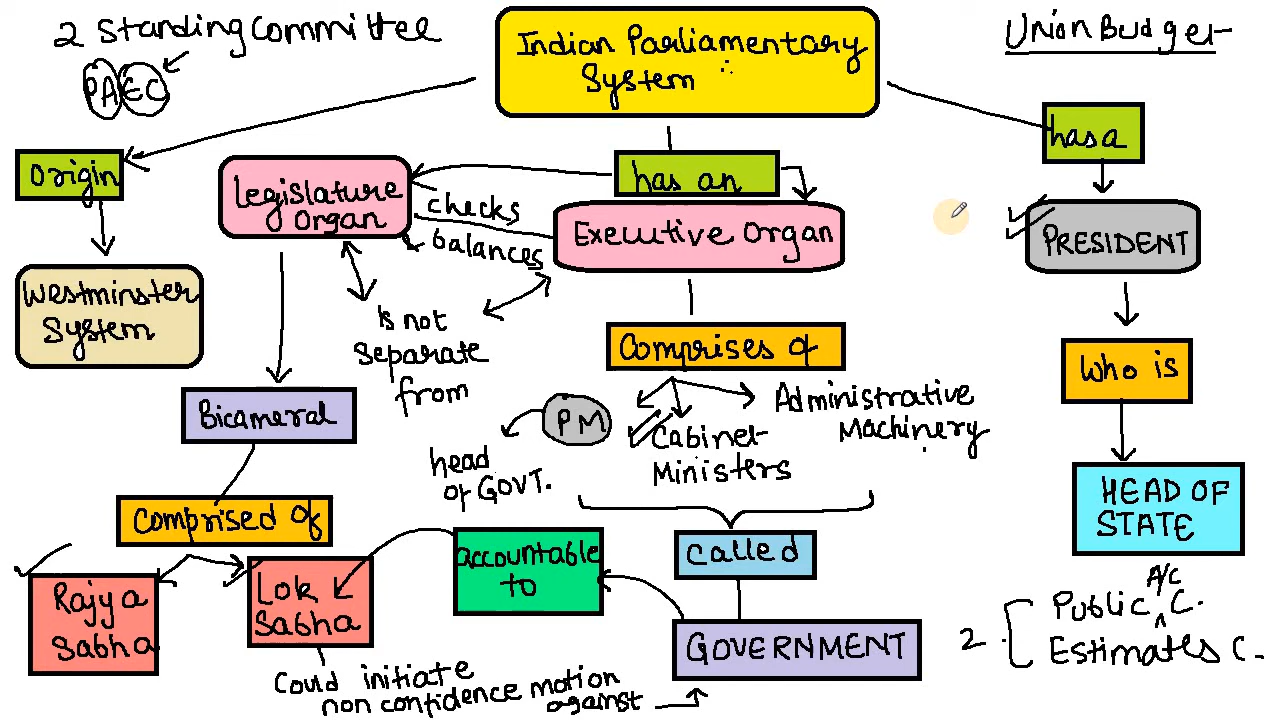 2 Standing Committee
PAEC
Indian Parliamentary
System
Union Budget
Origin
Westminster
System
Legislature
Organ
has an
Executive Organ
checks
balances
Is not
separate
from
has a
PRESIDENT
Who is
HEAD OF
STATE
Bicameral
Comprised of
Rajya
Sabha
Lok
Sabha
Comprises of
PM
head
of GOVT.
Cabinet
Ministers
Administrative
Machinery
called
GOVERNMENT
accountable
to
Could initiate
non confidence motion
against
2
Public A/C C.
Estimates C.